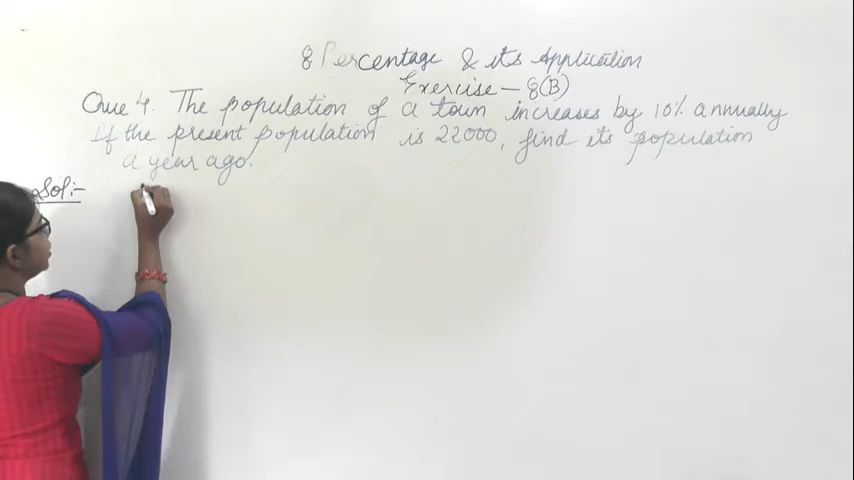 8 Percentage & its Application
Exercise - 8(B)
Que 4. The population of a town increases by 10% annually
If the present population is 22000, find its population
a year ago.
Sol:-